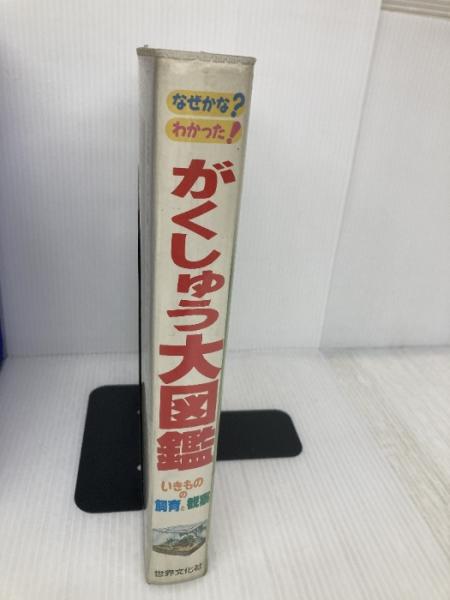 なぜかな?
わかった!
がくしゅう大図鑑
いきもの
の
飼育と観察
世界文化社